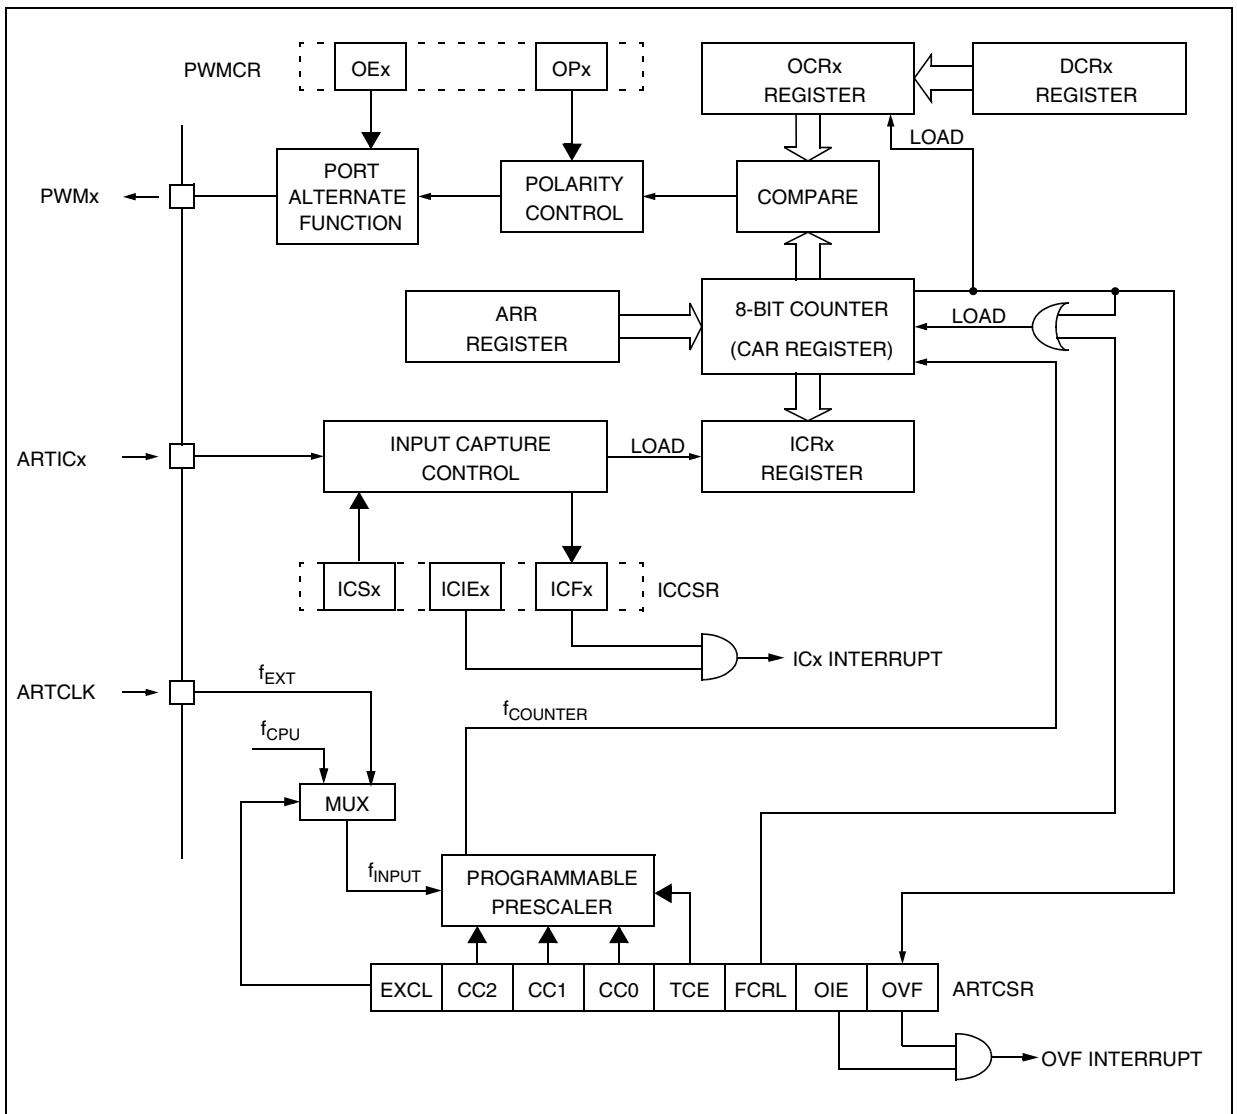 PWMCR
OEx
OPx
OCRx
REGISTER
DCRx
REGISTER
LOAD
PWMx
PORT
ALTERNATE
FUNCTION
POLARITY
CONTROL
COMPARE
ARR
REGISTER
8-BIT COUNTER
(CAR REGISTER)
LOAD
ARTICx
INPUT CAPTURE
CONTROL
LOAD
ICRx
REGISTER
ICSx
ICIEx
ICFx
ICCSR
ICx INTERRUPT
ARTCLK
fEXT
fCPU
fCOUNTER
MUX
fINPUT
PROGRAMMABLE
PRESCALER
EXCL
CC2
CC1
CC0
TCE
FCRL
OIE
OVF
ARTCSR
OVF INTERRUPT